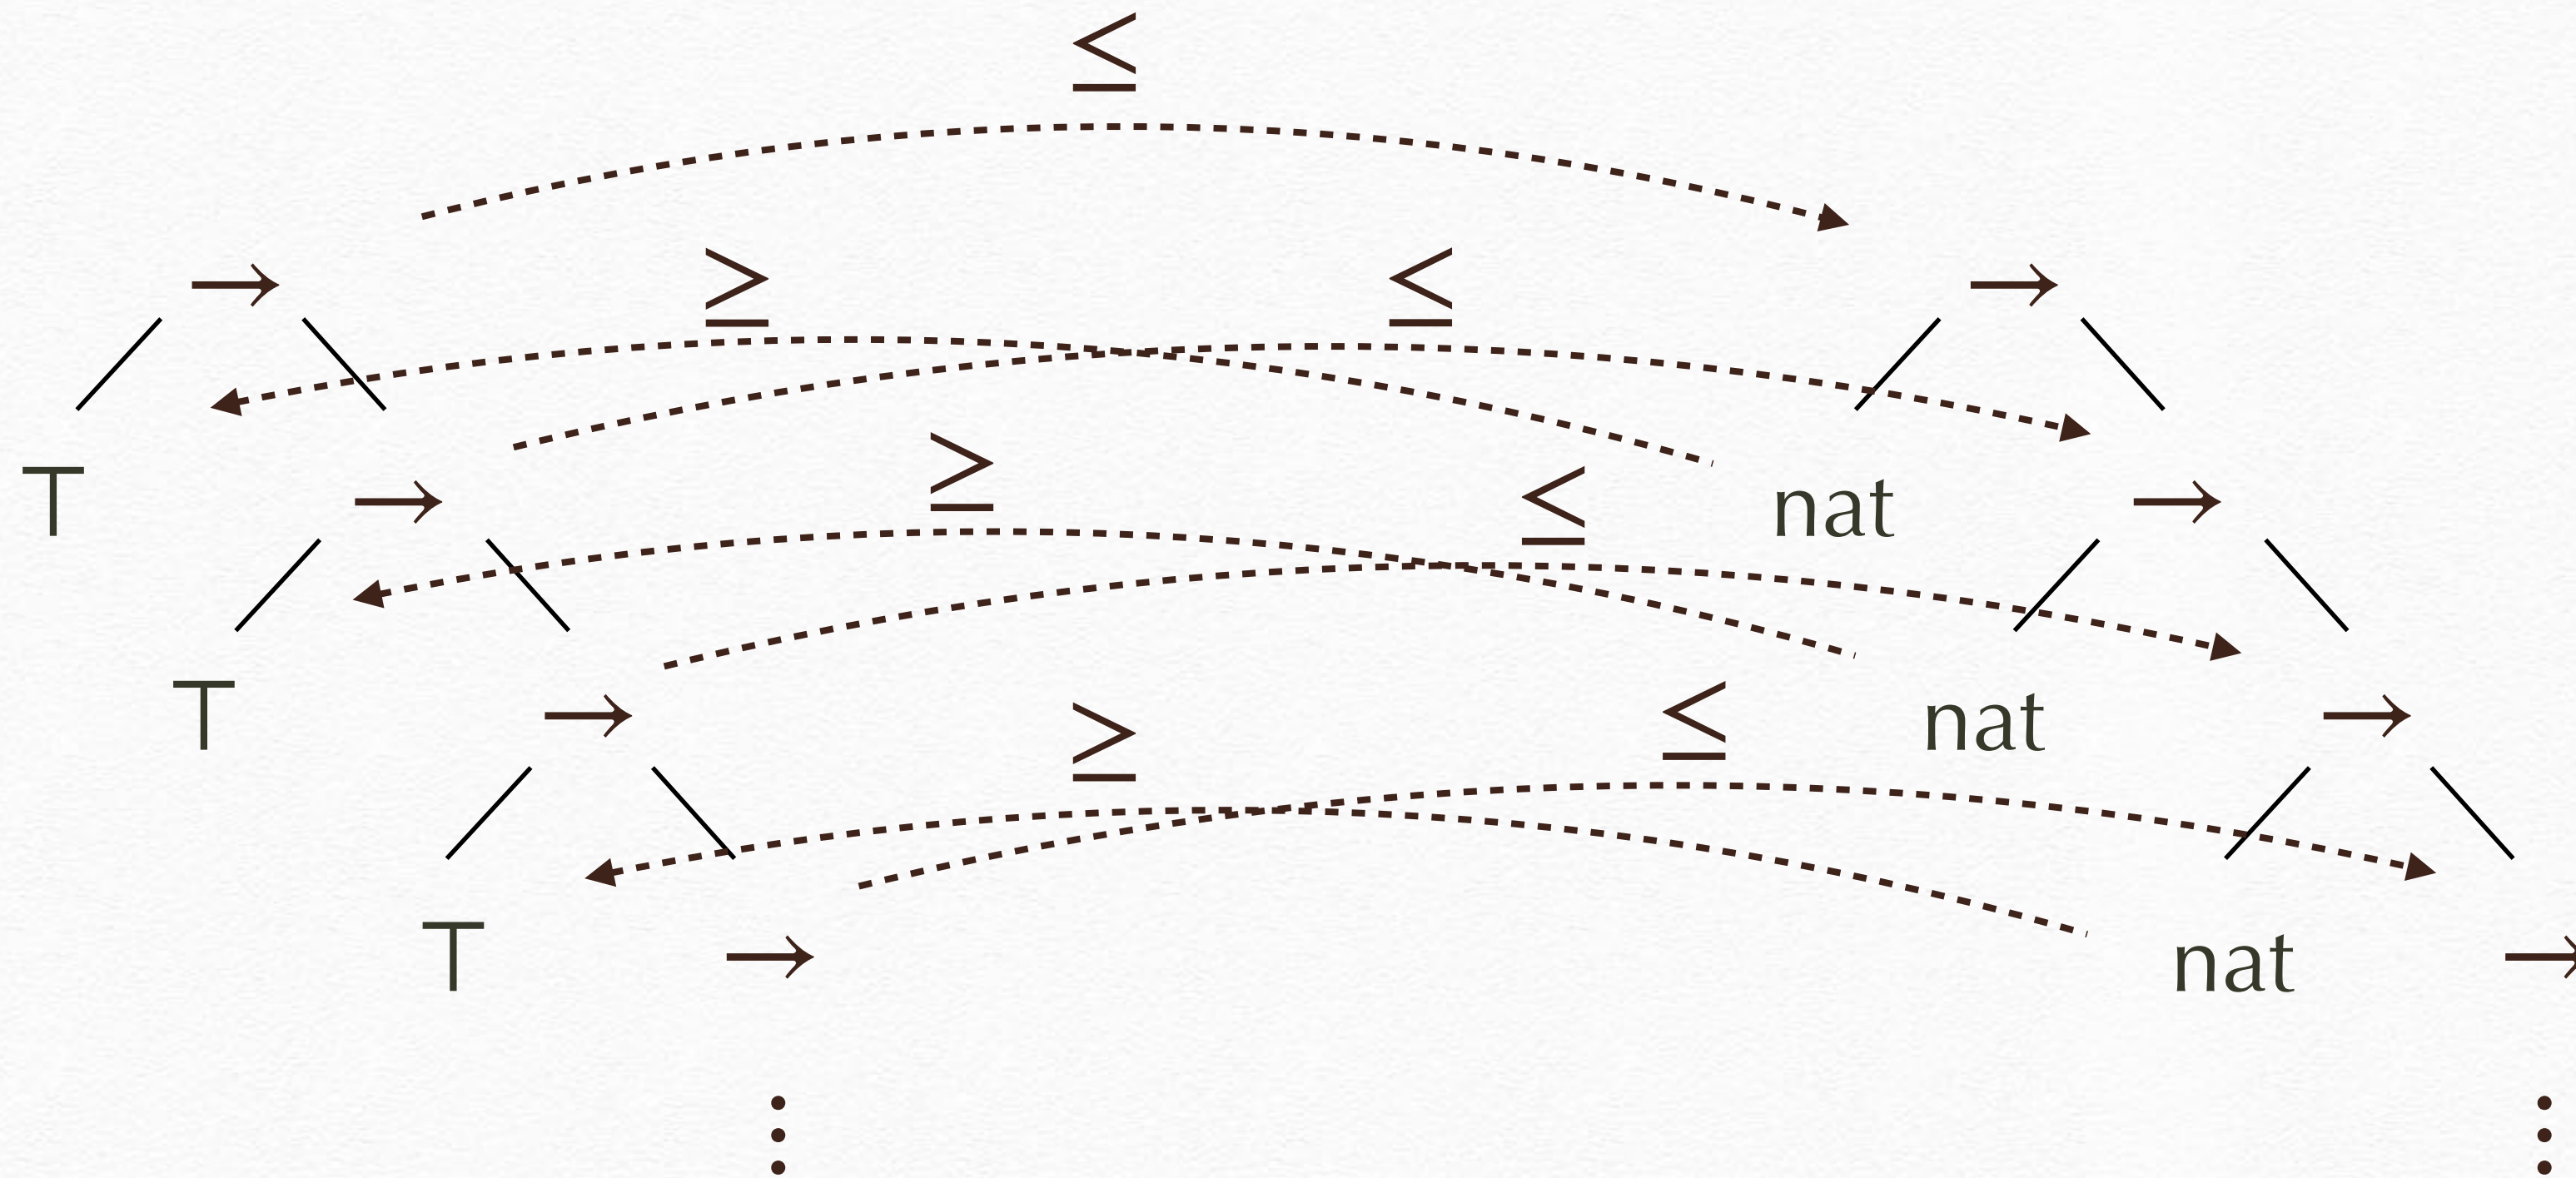 ≤
→ ≥ ≤ →
⊤ → ≥ ≤ nat →
⊤ → ≥ ≤ nat →
⊤ → nat →
⋮ ⋮